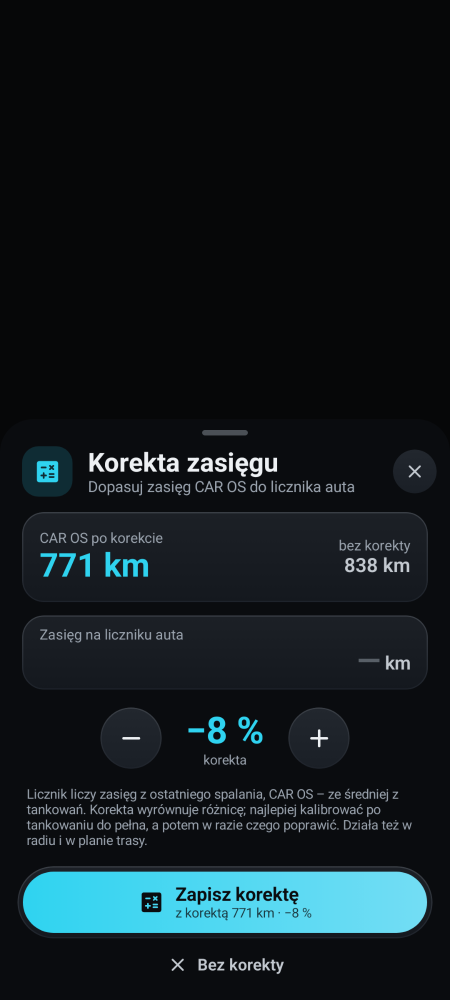 Korekta zasięgu
Dopasuj zasięg CAR OS do licznika auta
CAR OS po korekcie
771 km
bez korekty
838 km
Zasięg na liczniku auta
— km
−8 %
korekta
Licznik liczy zasięg z ostatniego spalania, CAR OS – ze średniej z
tankowań. Korekta wyrównuje różnicę; najlepiej kalibrować po
tankowaniu do pełna, a potem w razie czego poprawić. Działa też w
radiu i w planie trasy.
Zapisz korektę
z korektą 771 km · −8 %
Bez korekty